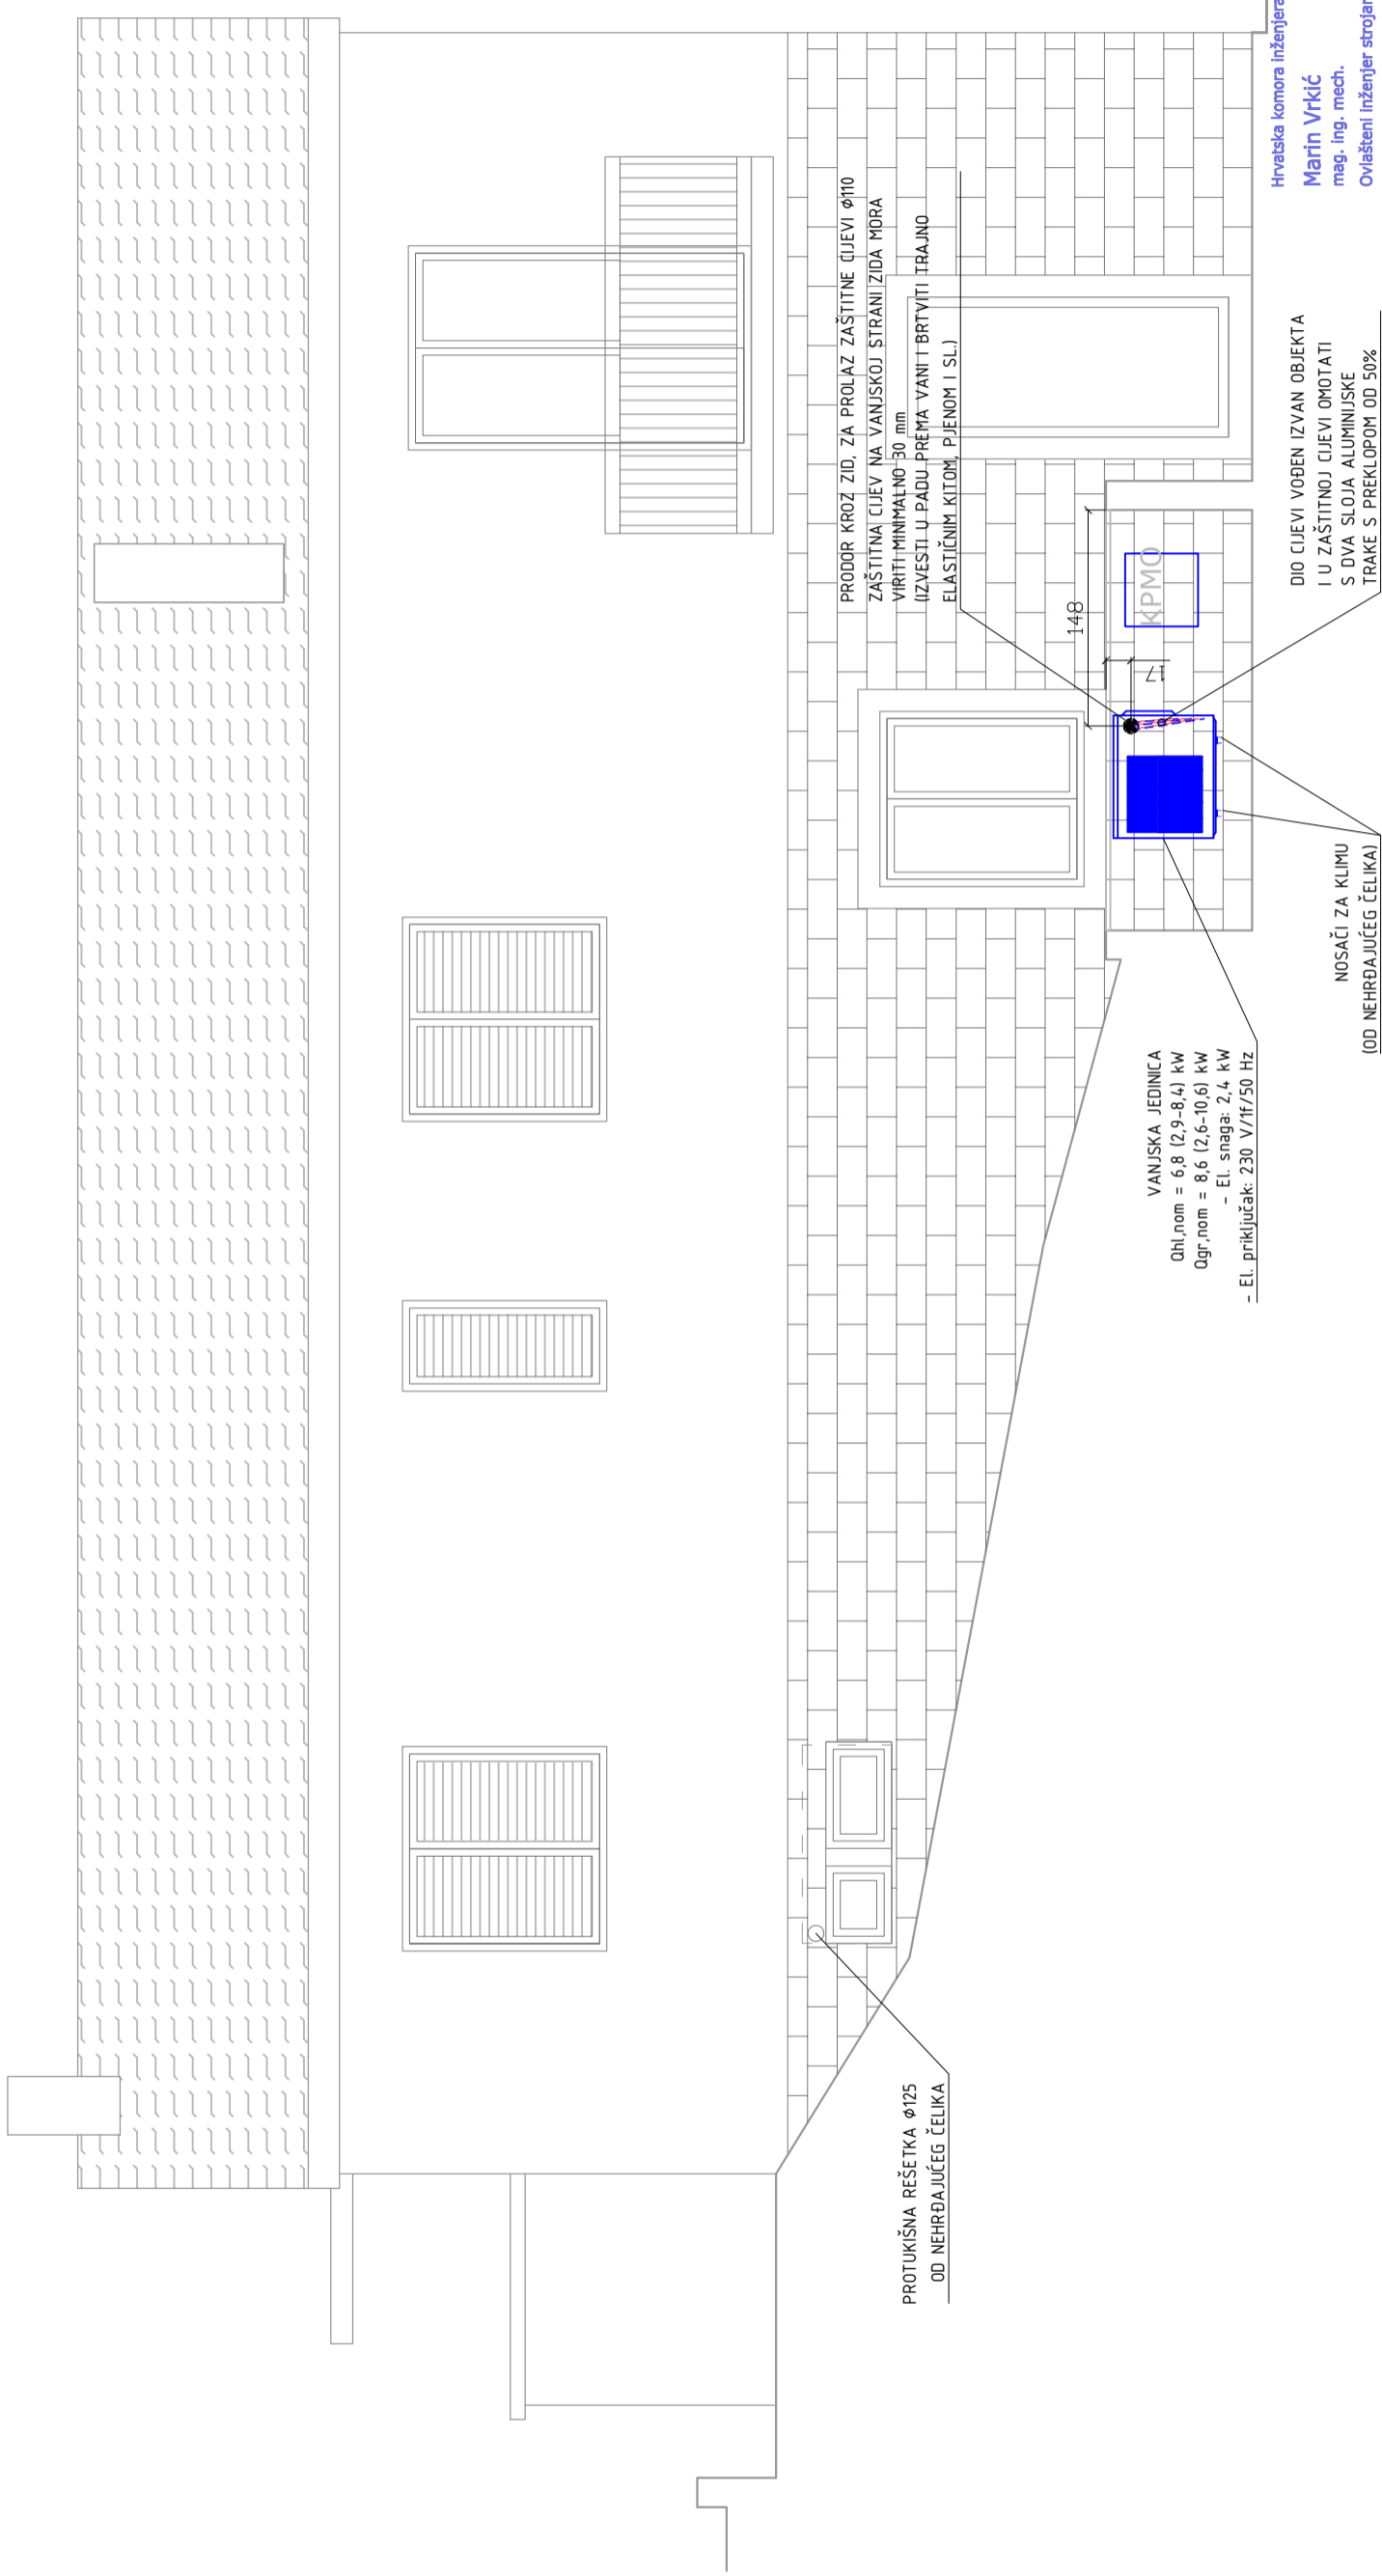 PROTUKIŠNA REŠETKA ⌀125
OD NEHRĐAJUĆEG ČELIKA
VANJSKA JEDINICA
Qhl,nom = 6,8 (2,9-8,4) kW
Qgr,nom = 8,6 (2,6-10,6) kW
- El. snaga: 2,4 kW
- El. priključak: 230 V/1f/50 Hz
NOSAČI ZA KLIMU
(OD NEHRĐAJUĆEG ČELIKA)
PRODOR KROZ ZID, ZA PROLAZ ZAŠTITNE CIJEVI ⌀110
ZAŠTITNA CIJEV NA VANJSKOJ STRANI ZIDA MORA
VIRITI MINIMALNO 30 mm
(IZVESTI U PADU PREMA VANI I BRTVITI TRAJNO
ELASTIČNIM KITOM, PJENOM I SL.)
148
17
KPMO
DIO CIJEVI VOĐEN IZVAN OBJEKTA
I U ZAŠTITNOJ CIJEVI OMOTATI
S DVA SLOJA ALUMINIJSKE
TRAKE S PREKLOPOM OD 50%
Hrvatska komora inženjera
Marin Vrkić
mag. ing. mech.
Ovlašteni inženjer strojar